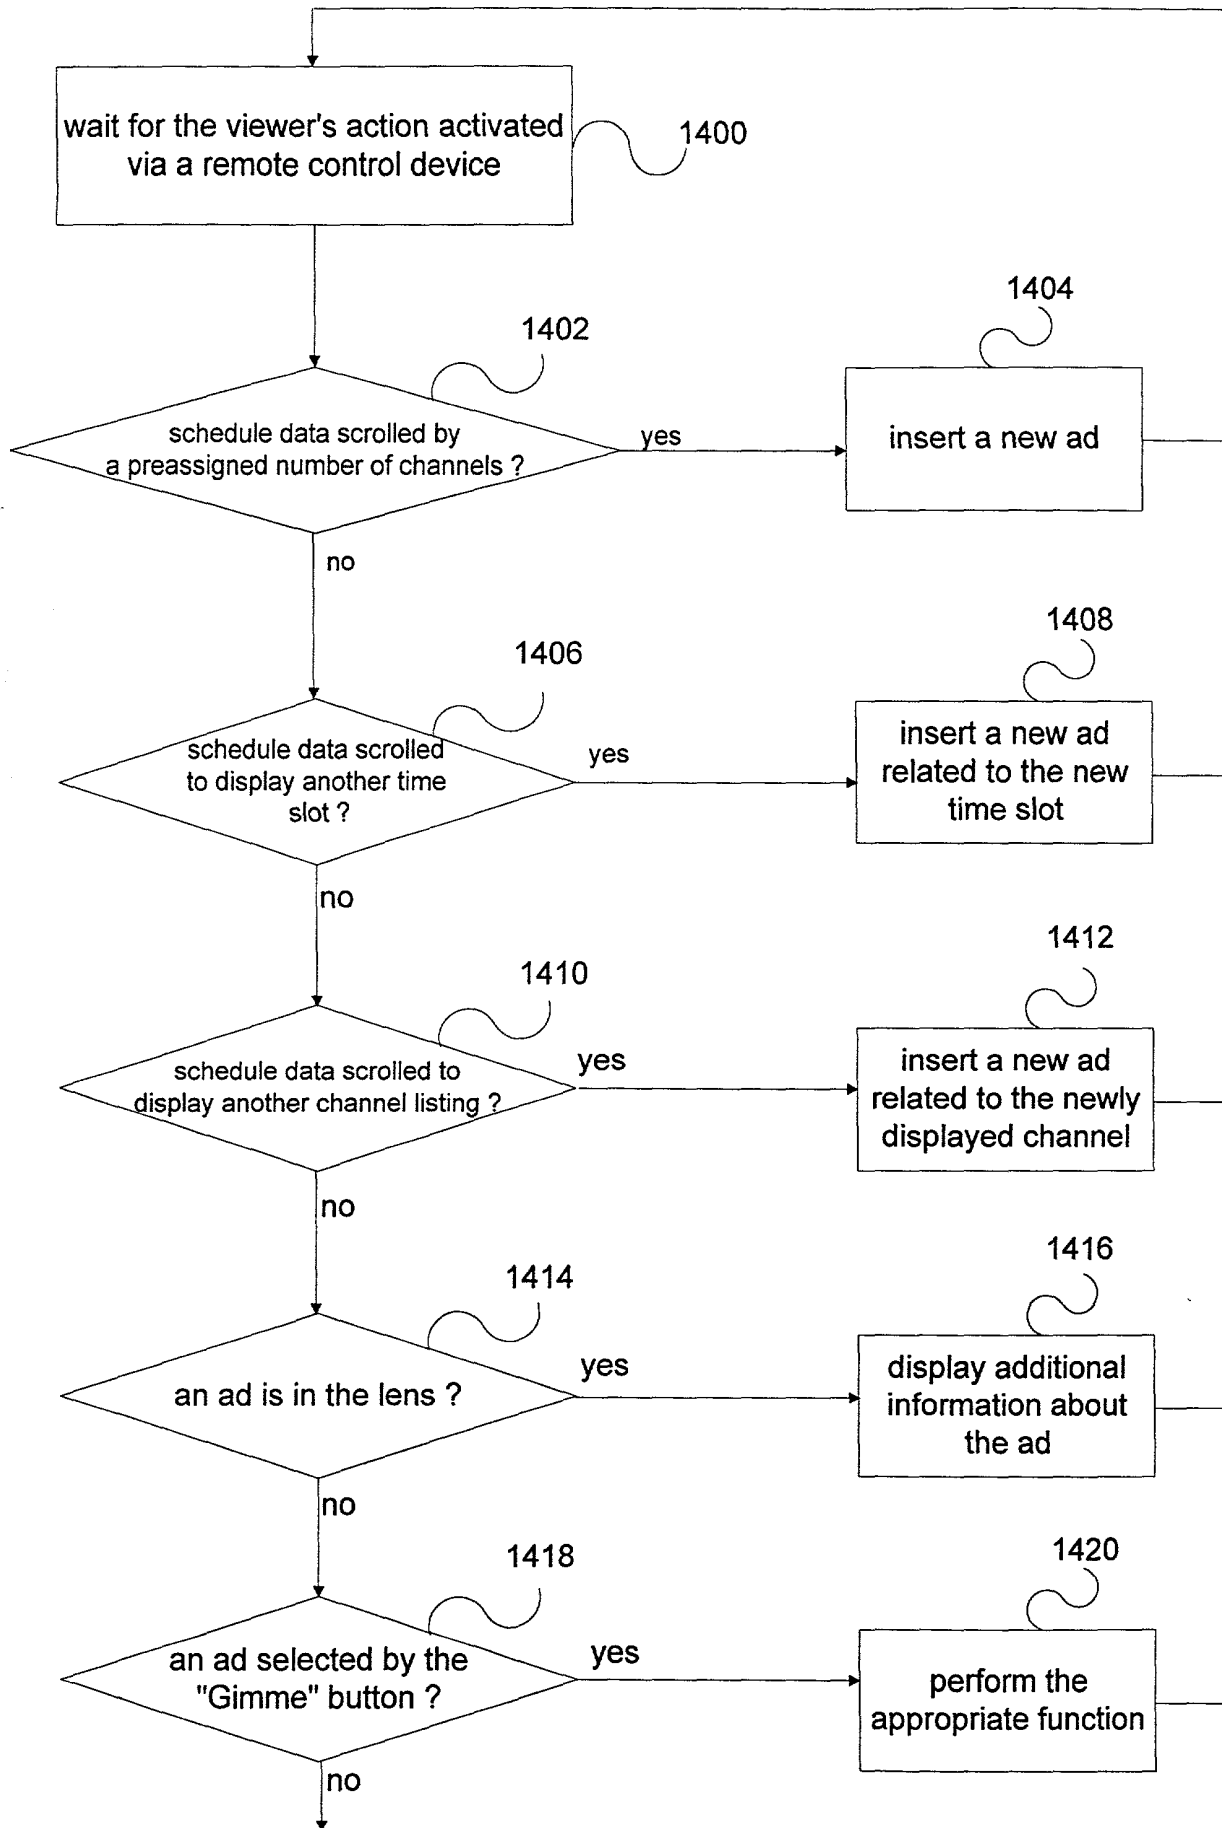 wait for the viewer's action activated
via a remote control device
1400
1402
schedule data scrolled by
a preassigned number of channels ?
yes
1404
insert a new ad
no
1406
schedule data scrolled
to display another time
slot ?
yes
1408
insert a new ad
related to the new
time slot
no
1410
schedule data scrolled to
display another channel listing ?
yes
1412
insert a new ad
related to the newly
displayed channel
no
1414
an ad is in the lens ?
yes
1416
display additional
information about
the ad
no
1418
an ad selected by the
"Gimme" button ?
yes
1420
perform the
appropriate function
no